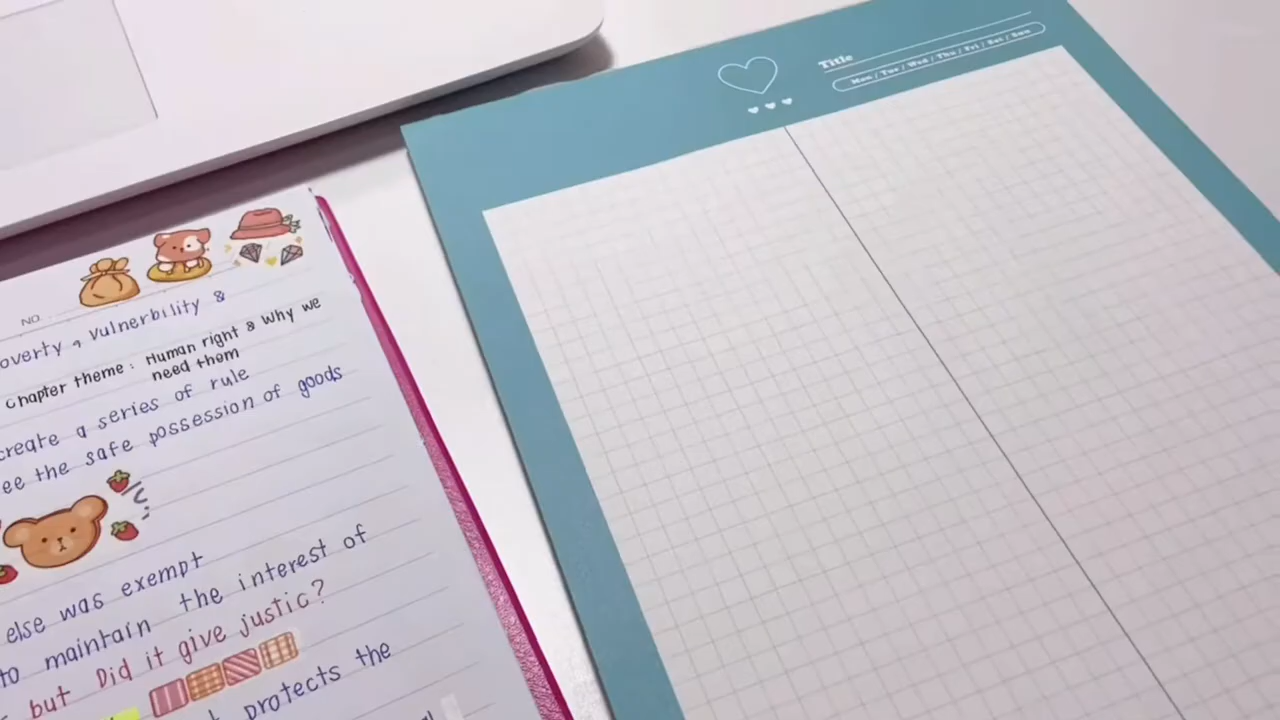 NO.
overty, Vulnerbility &
Chapter theme: Human right & Why we
need them
create a series of rule
ee the safe possession of goods
else was exempt
to maintain the interest of
but Did it give justic?
protects the
Title
Mon / Tue / Wed / Thu / Fri / Sat / Sun